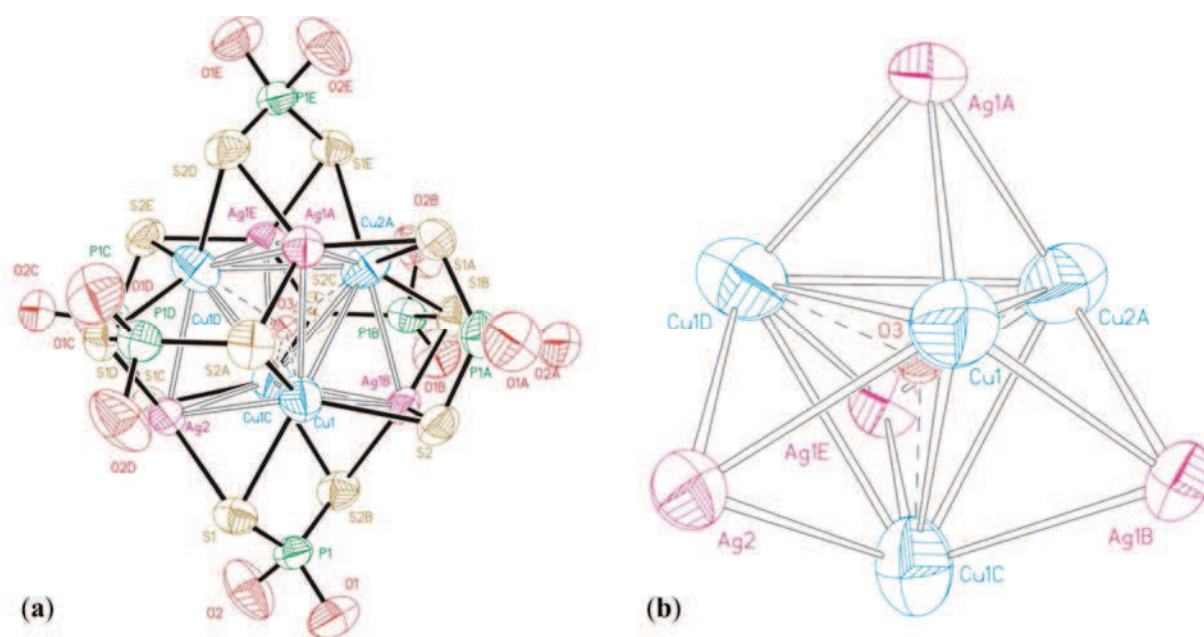 O1E
O2E
P1E
S2D
S1E
S2E
Ag1E
Ag1A
Cu2A
O2B
P1C
O2C
O1D
S2C
S1A
S1B
P1D
Cu1D
O3
P1B
P1A
O1C
S1D
S1C
S2A
Cu1C
Cu1
Ag1B
O1B
O1A
O2A
Ag2
S2
O2D
S1
S2B
P1
O2
O1
(a)
Ag1A
Cu1D
O3
Cu2A
Cu1
Ag1E
Ag2
Ag1B
Cu1C
(b)